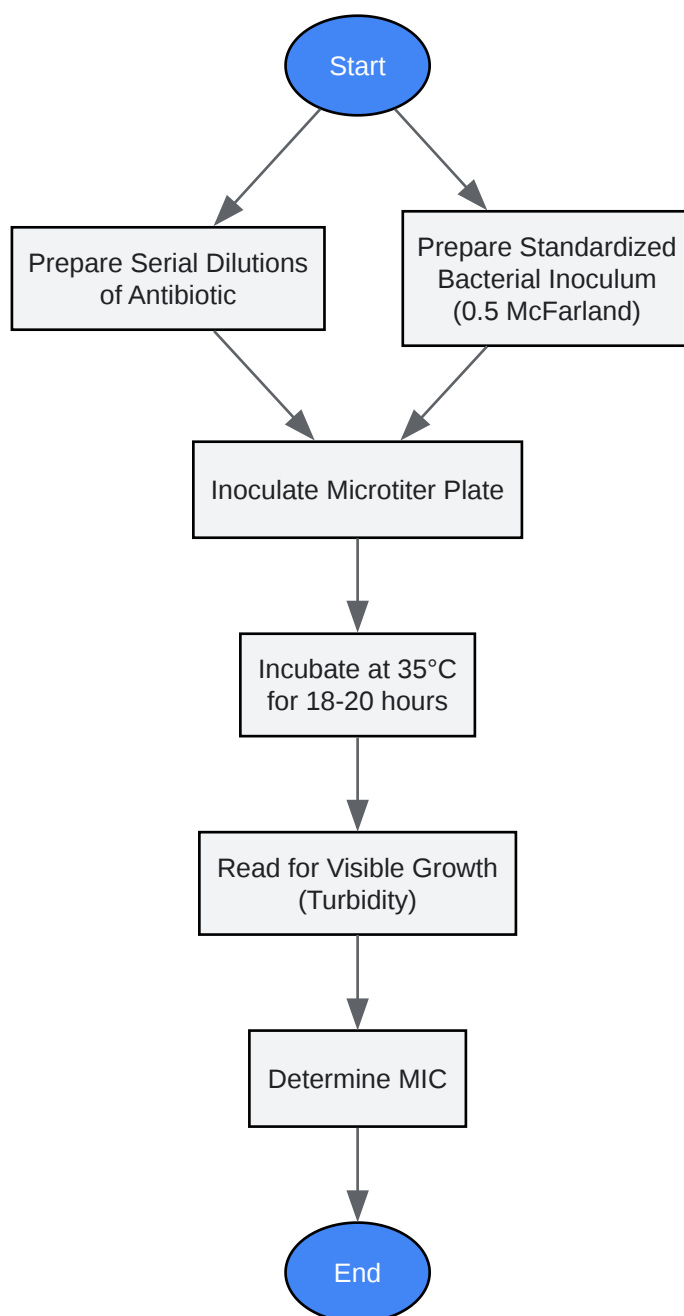 Start
Prepare Serial Dilutions
of Antibiotic
Prepare Standardized
Bacterial Inoculum
(0.5 McFarland)
Inoculate Microtiter Plate
Incubate at 35°C
for 18-20 hours
Read for Visible Growth
(Turbidity)
Determine MIC
End